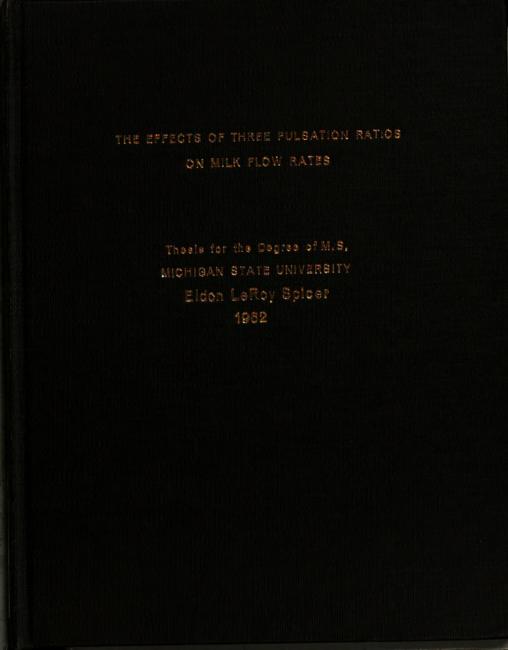 THE EFFECTS OF THREE PULSATION RATIOS
ON MILK FLOW RATES
Thesis for the Degree of M. S.
MICHIGAN STATE UNIVERSITY
Eldon LeRoy Spicer
1962